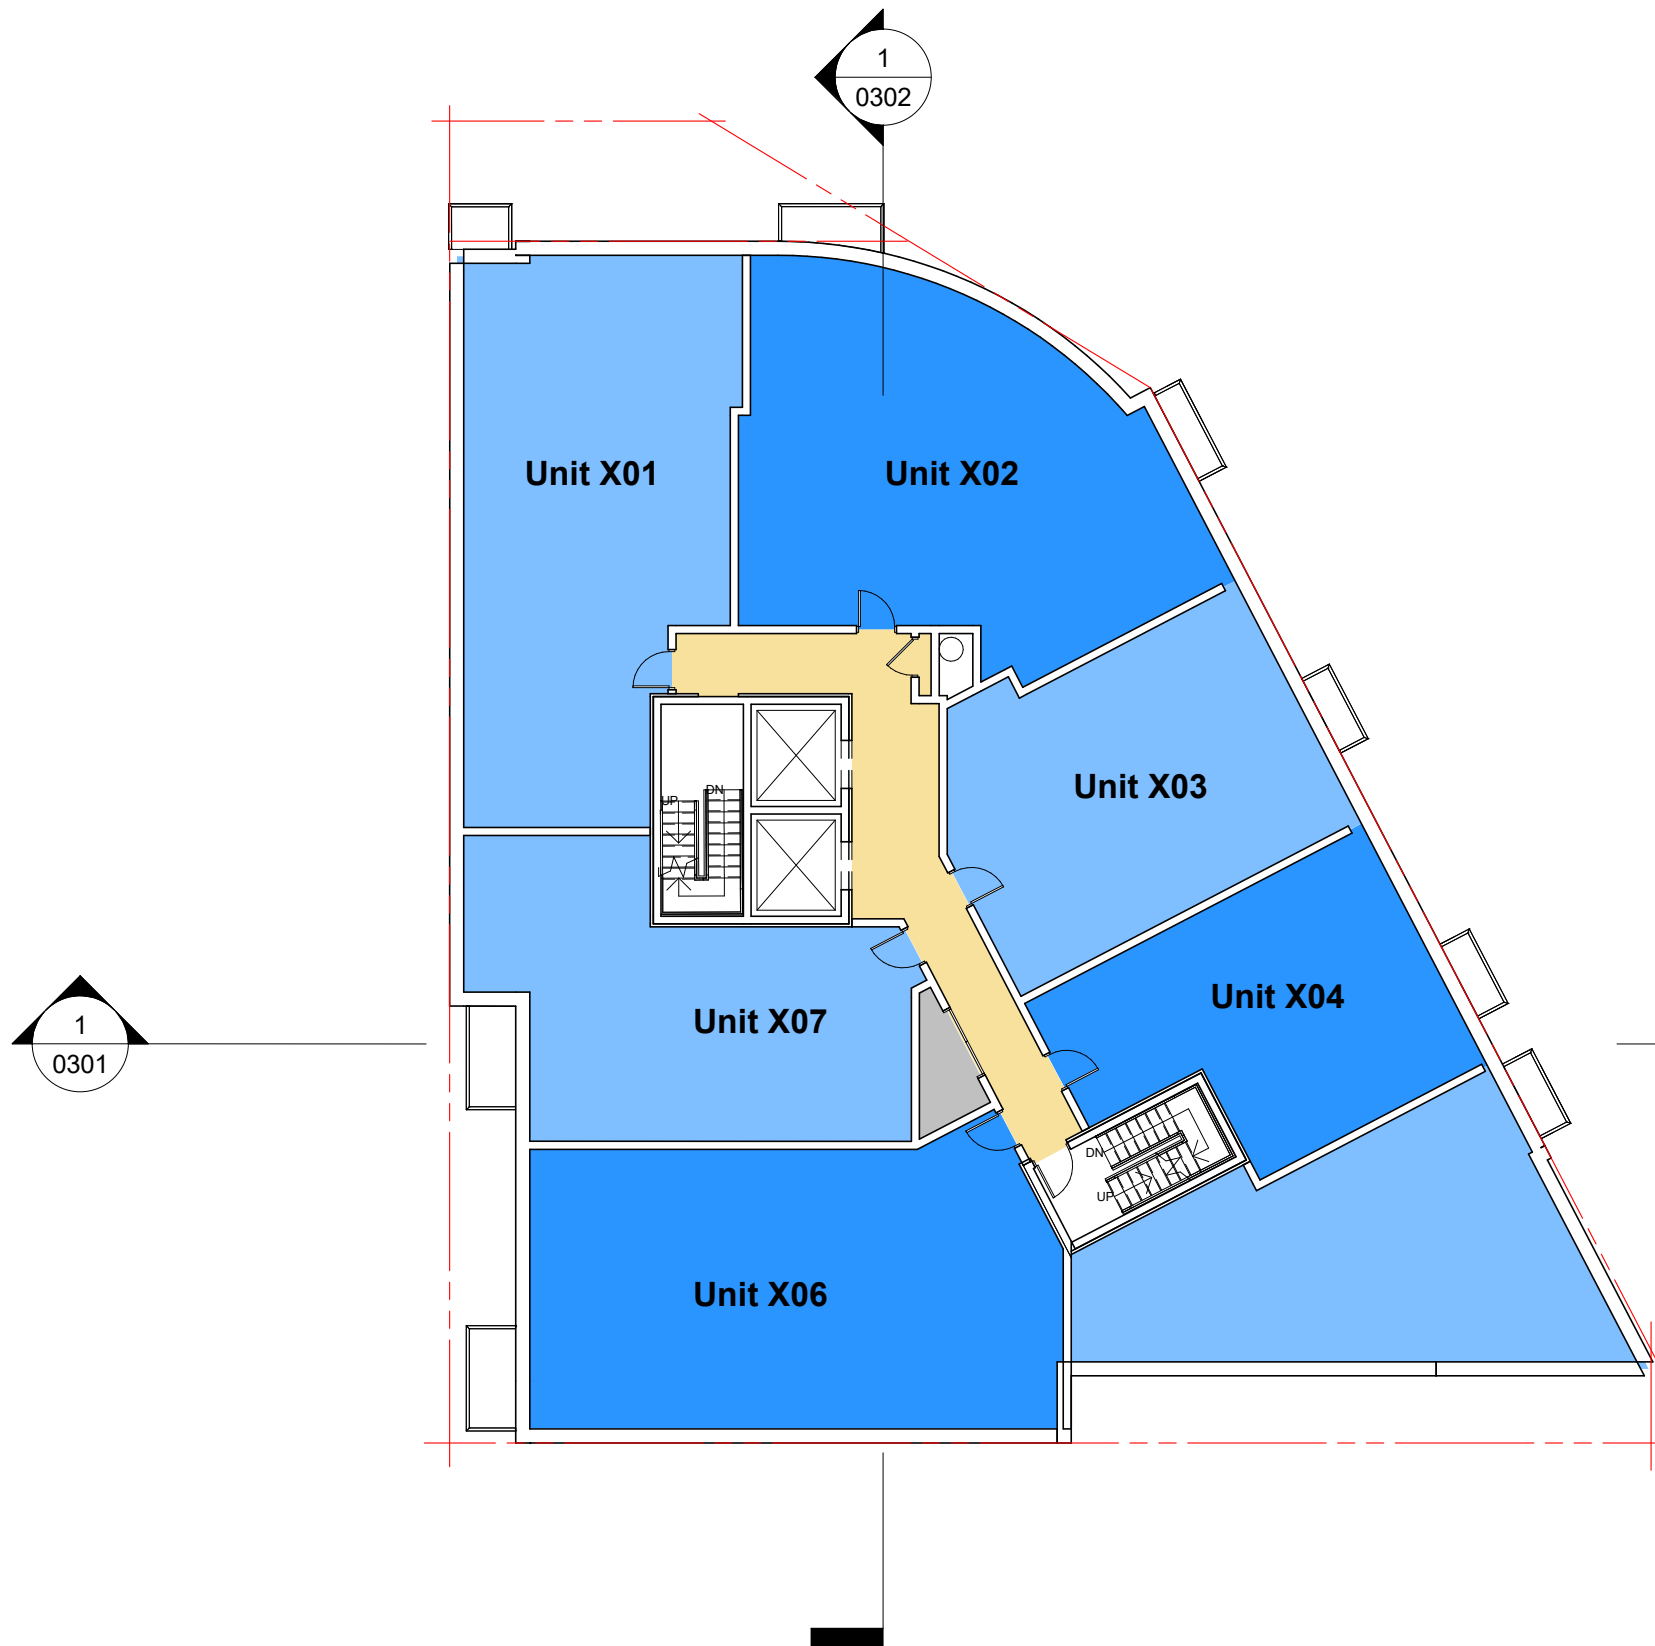 1
0302
Unit X01
Unit X02
Unit X03
UP
DN
Unit X04
Unit X07
1
0301
DN
UP
Unit X06